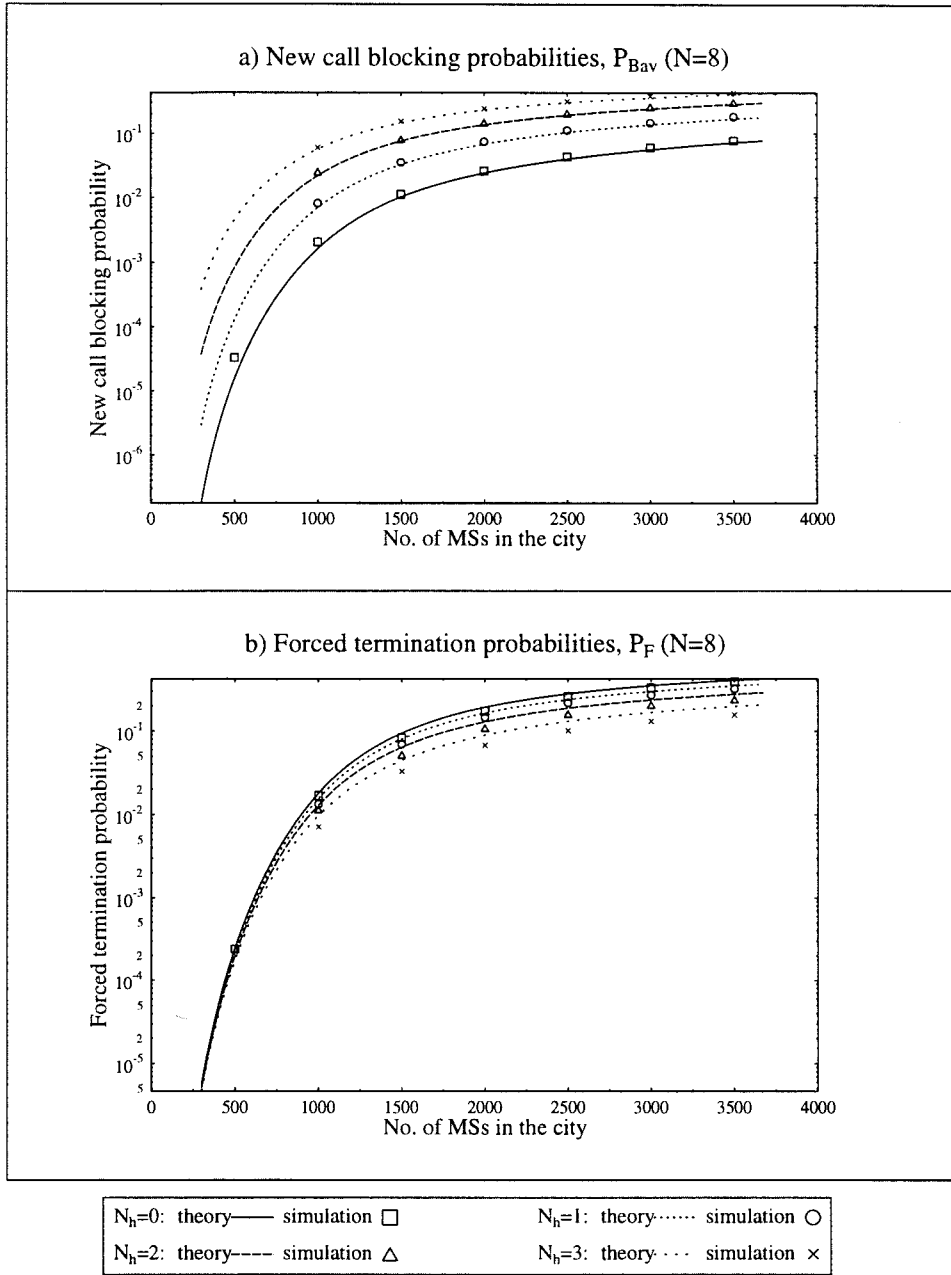 a) New call blocking probabilities, P_Bav (N=8)
New call blocking probability
10^-1
10^-2
10^-3
10^-4
10^-5
10^-6
0 500 1000 1500 2000 2500 3000 3500 4000
No. of MSs in the city
b) Forced termination probabilities, P_F (N=8)
Forced termination probability
2
10^-1
5
2
10^-2
5
2
10^-3
5
2
10^-4
5
2
10^-5
5
0 500 1000 1500 2000 2500 3000 3500 4000
No. of MSs in the city
N_h=0: theory simulation N_h=1: theory simulation
N_h=2: theory simulation N_h=3: theory simulation